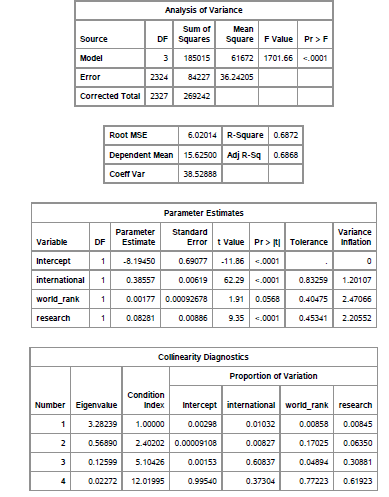 Analysis of Variance
Source DF Sum of Squares Mean Square F Value Pr > F
Model 3 185015 61672 1701.66 <.0001
Error 2324 84227 36.24205
Corrected Total 2327 269242
Root MSE 6.02014 R-Square 0.6872
Dependent Mean 15.62500 Adj R-Sq 0.6868
Coeff Var 38.52888
Parameter Estimates
Variable DF Parameter Estimate Standard Error t Value Pr > |t| Tolerance Variance Inflation
Intercept 1 -8.19450 0.69077 -11.86 <.0001 . 0
international 1 0.38557 0.00619 62.29 <.0001 0.83259 1.20107
world_rank 1 0.00177 0.00092678 1.91 0.0568 0.40475 2.47066
research 1 0.08281 0.00886 9.35 <.0001 0.45341 2.20552
Collinearity Diagnostics
Number Eigenvalue Condition Index Proportion of Variation
Intercept international world_rank research
1 3.28239 1.00000 0.00298 0.01032 0.00858 0.00845
2 0.56890 2.40202 0.00009108 0.00827 0.17025 0.06350
3 0.12599 5.10426 0.00153 0.60837 0.04894 0.30881
4 0.02272 12.01995 0.99540 0.37304 0.77223 0.61923